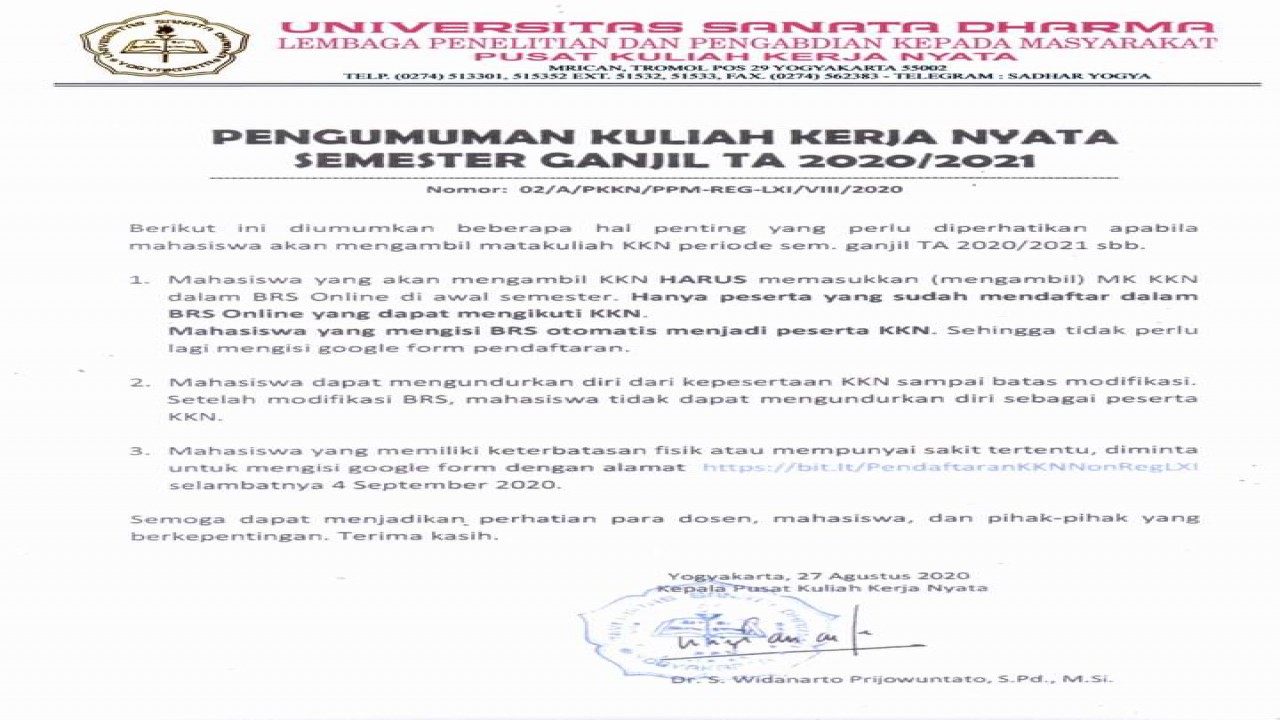 UNIVERSITAS SANATA DHARMA
LEMBAGA PENELITIAN DAN PENGABDIAN KEPADA MASYARAKAT
PUSAT KULIAH KERJA NYATA
MRICAN, TROMOL POS 29 YOGYAKARTA 55002
TELP. (0274) 513301, 515352 EXT. 51532, 51533, FAX. (0274) 562383 - TELEGRAM : SADHAR YOGYA
PENGUMUMAN KULIAH KERJA NYATA
SEMESTER GANJIL TA 2020/2021
Nomor: 02/A/PKKN/PPM-REG-LXI/VIII/2020
Berikut ini diumumkan beberapa hal penting yang perlu diperhatikan apabila
mahasiswa akan mengambil matakuliah KKN periode sem. ganjil TA 2020/2021 sbb.
1. Mahasiswa yang akan mengambil KKN HARUS memasukkan (mengambil) MK KKN
dalam BRS Online di awal semester. Hanya peserta yang sudah mendaftar dalam
BRS Online yang dapat mengikuti KKN.
Mahasiswa yang mengisi BRS otomatis menjadi peserta KKN. Sehingga tidak perlu
lagi mengisi google form pendaftaran.
2. Mahasiswa dapat mengundurkan diri dari kepesertaan KKN sampai batas modifikasi.
Setelah modifikasi BRS, mahasiswa tidak dapat mengundurkan diri sebagai peserta
KKN.
3. Mahasiswa yang memiliki keterbatasan fisik atau mempunyai sakit tertentu, diminta
untuk mengisi google form dengan alamat https://bit.lt/PendaftaranKKNNonRegLXI
selambatnya 4 September 2020.
Semoga dapat menjadikan perhatian para dosen, mahasiswa, dan pihak-pihak yang
berkepentingan. Terima kasih.
Yogyakarta, 27 Agustus 2020
Kepala Pusat Kuliah Kerja Nyata
Dr. S. Widanarto Prijowuntato, S.Pd., M.Si.